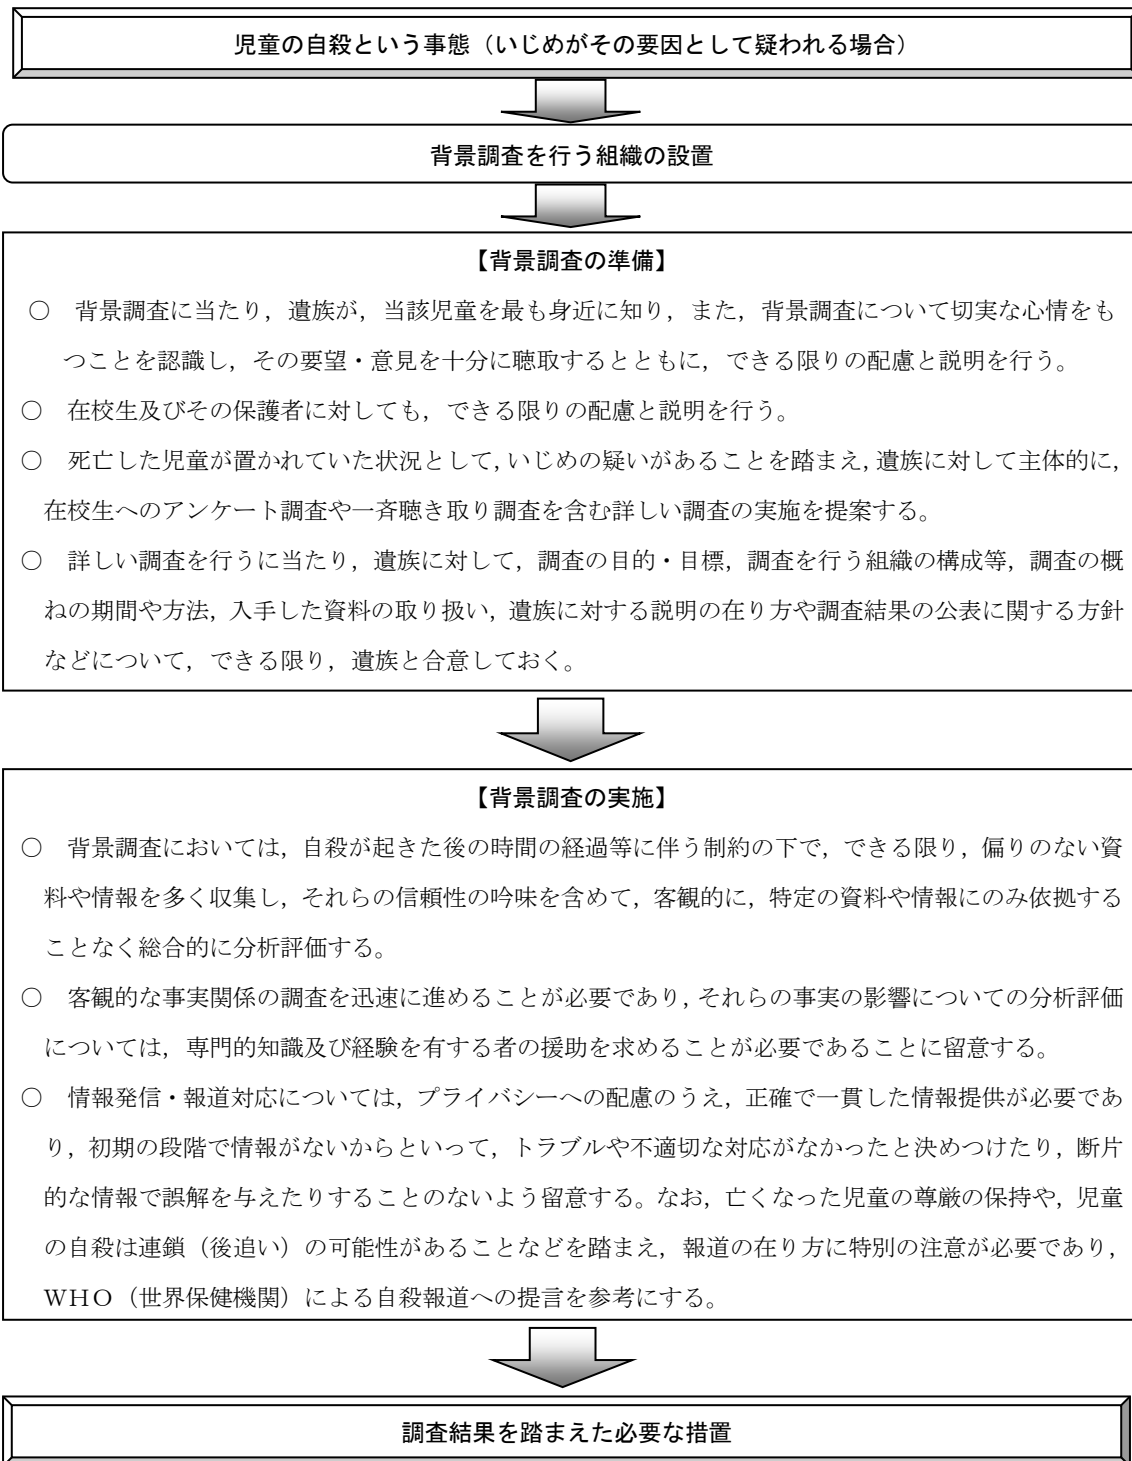 児童の自殺という事態(いじめがその要因として疑われる場合)
背景調査を行う組織の設置
【背景調査の準備】
○ 背景調査に当たり,遺族が,当該児童を最も身近に知り,また,背景調査について切実な心情をも
つことを認識し,その要望・意見を十分に聴取するとともに,できる限りの配慮と説明を行う。
○ 在校生及びその保護者に対しても,できる限りの配慮と説明を行う。
○ 死亡した児童が置かれていた状況として,いじめの疑いがあることを踏まえ,遺族に対して主体的に,
在校生へのアンケート調査や一斉聴き取り調査を含む詳しい調査の実施を提案する。
○ 詳しい調査を行うに当たり,遺族に対して,調査の目的・目標,調査を行う組織の構成等,調査の概
ねの期間や方法,入手した資料の取り扱い,遺族に対する説明の在り方や調査結果の公表に関する方針
などについて,できる限り,遺族と合意しておく。
【背景調査の実施】
○ 背景調査においては,自殺が起きた後の時間の経過等に伴う制約の下で,できる限り,偏りのない資
料や情報を多く収集し,それらの信頼性の吟味を含めて,客観的に,特定の資料や情報にのみ依拠する
ことなく総合的に分析評価する。
○ 客観的な事実関係の調査を迅速に進めることが必要であり,それらの事実の影響についての分析評価
については,専門的知識及び経験を有する者の援助を求めることが必要であることに留意する。
○ 情報発信・報道対応については,プライバシーへの配慮のうえ,正確で一貫した情報提供が必要であ
り,初期の段階で情報がないからといって,トラブルや不適切な対応がなかったと決めつけたり,断片
的な情報で誤解を与えたりすることのないよう留意する。なお,亡くなった児童の尊厳の保持や,児童
の自殺は連鎖(後追い)の可能性があることなどを踏まえ,報道の在り方に特別の注意が必要であり,
WHO(世界保健機関)による自殺報道への提言を参考にする。
調査結果を踏まえた必要な措置